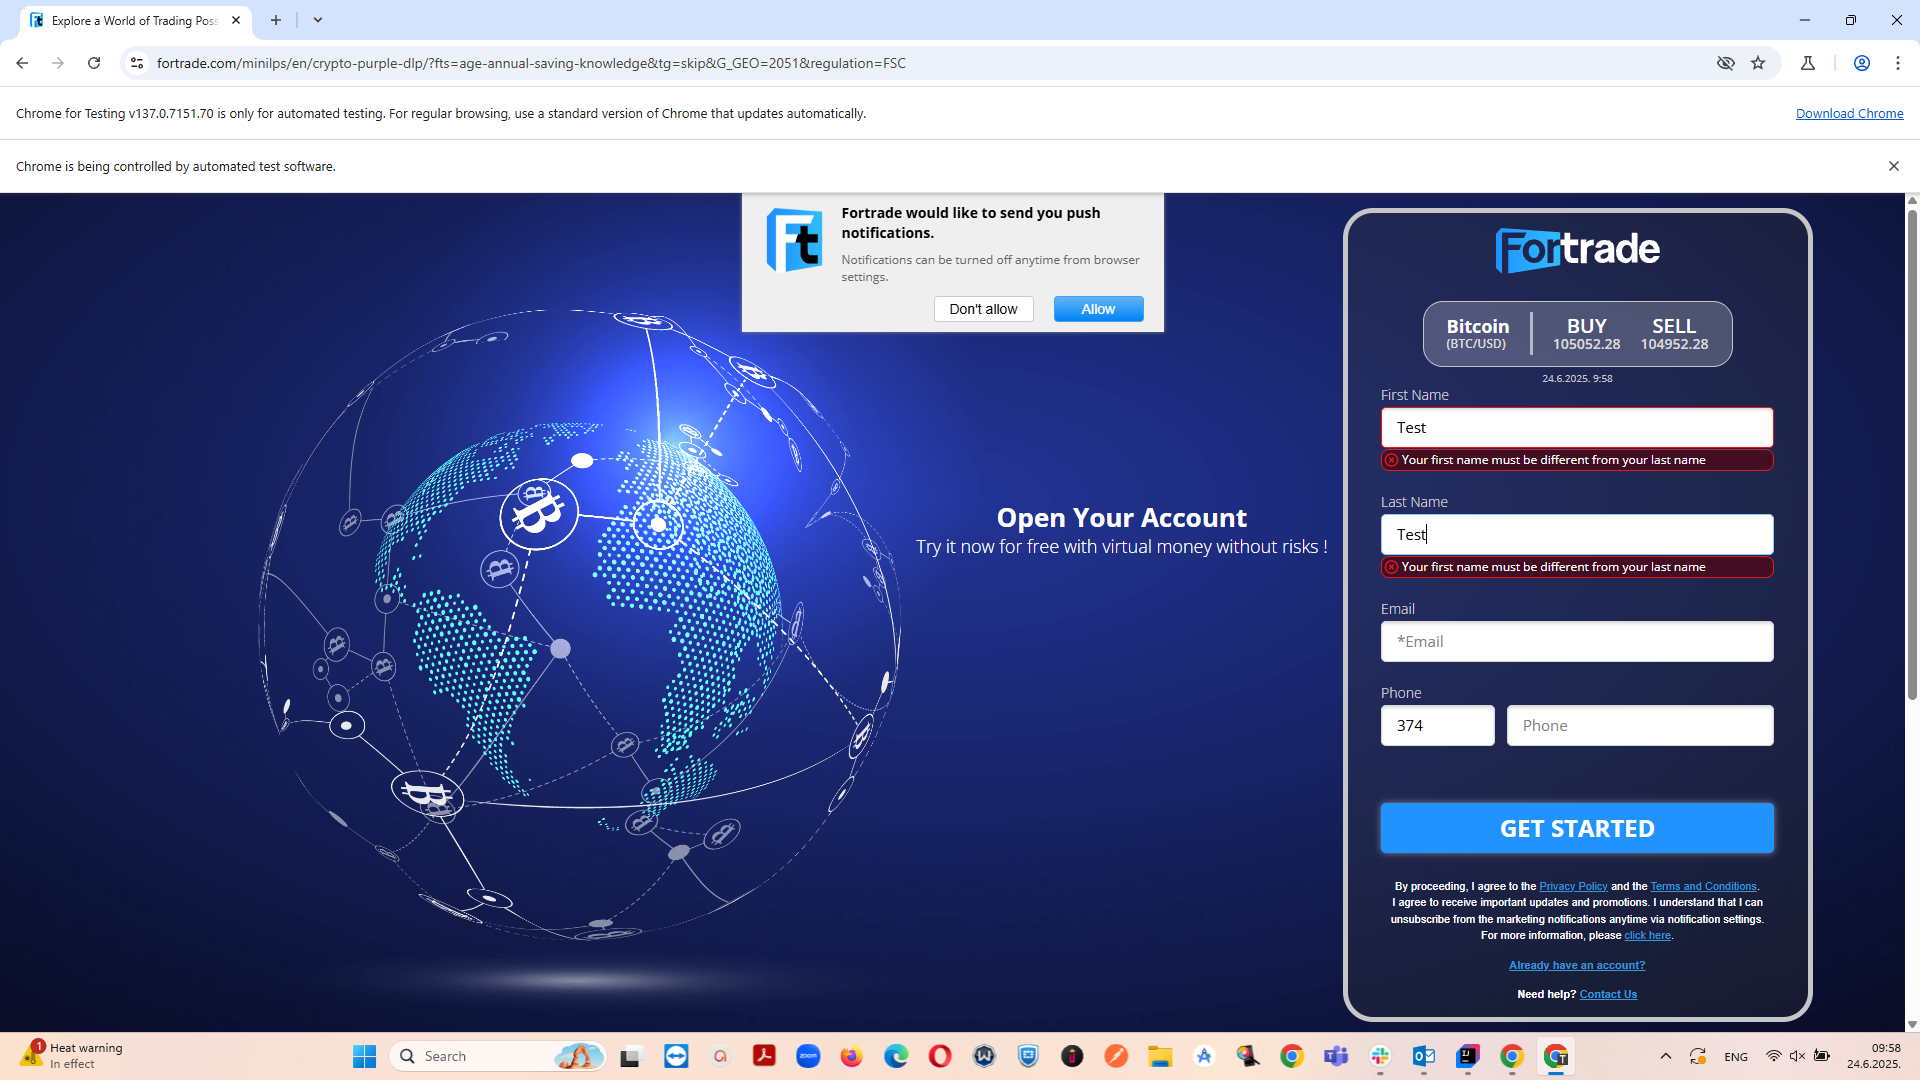 Explore a World of Trading Poss
fortrade.com/minilps/en/crypto-purple-dlp/?fts=age-annual-saving-knowledge&tg=skip&G_GEO=2051&regulation=FSC
Chrome for Testing v137.0.7151.70 is only for automated testing. For regular browsing, use a standard version of Chrome that updates automatically.
Download Chrome
Chrome is being controlled by automated test software.
Ft
Fortrade would like to send you push
notifications.
Notifications can be turned off anytime from browser
settings.
Don't allow
Allow
Open Your Account
Try it now for free with virtual money without risks !
Fortrade
Bitcoin
(BTC/USD)
BUY
105052.28
SELL
104952.28
24.6.2025. 9:58
First Name
Test
Your first name must be different from your last name
Last Name
Test
Your first name must be different from your last name
Email
*Email
Phone
374
Phone
GET STARTED
By proceeding, I agree to the Privacy Policy and the Terms and Conditions.
I agree to receive important updates and promotions. I understand that I can
unsubscribe from the marketing notifications anytime via notification settings.
For more information, please click here.
Already have an account?
Need help? Contact Us
1
Heat warning
In effect
Search
zoom
ENG
09:58
24.6.2025.